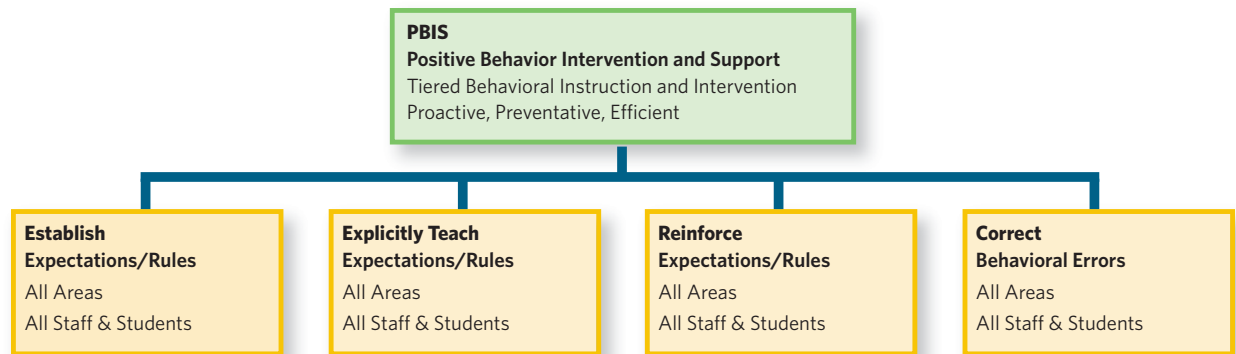 PBIS
Positive Behavior Intervention and Support
Tiered Behavioral Instruction and Intervention
Proactive, Preventative, Efficient
Establish
Expectations/Rules
All Areas
All Staff & Students
Explicitly Teach
Expectations/Rules
All Areas
All Staff & Students
Reinforce
Expectations/Rules
All Areas
All Staff & Students
Correct
Behavioral Errors
All Areas
All Staff & Students